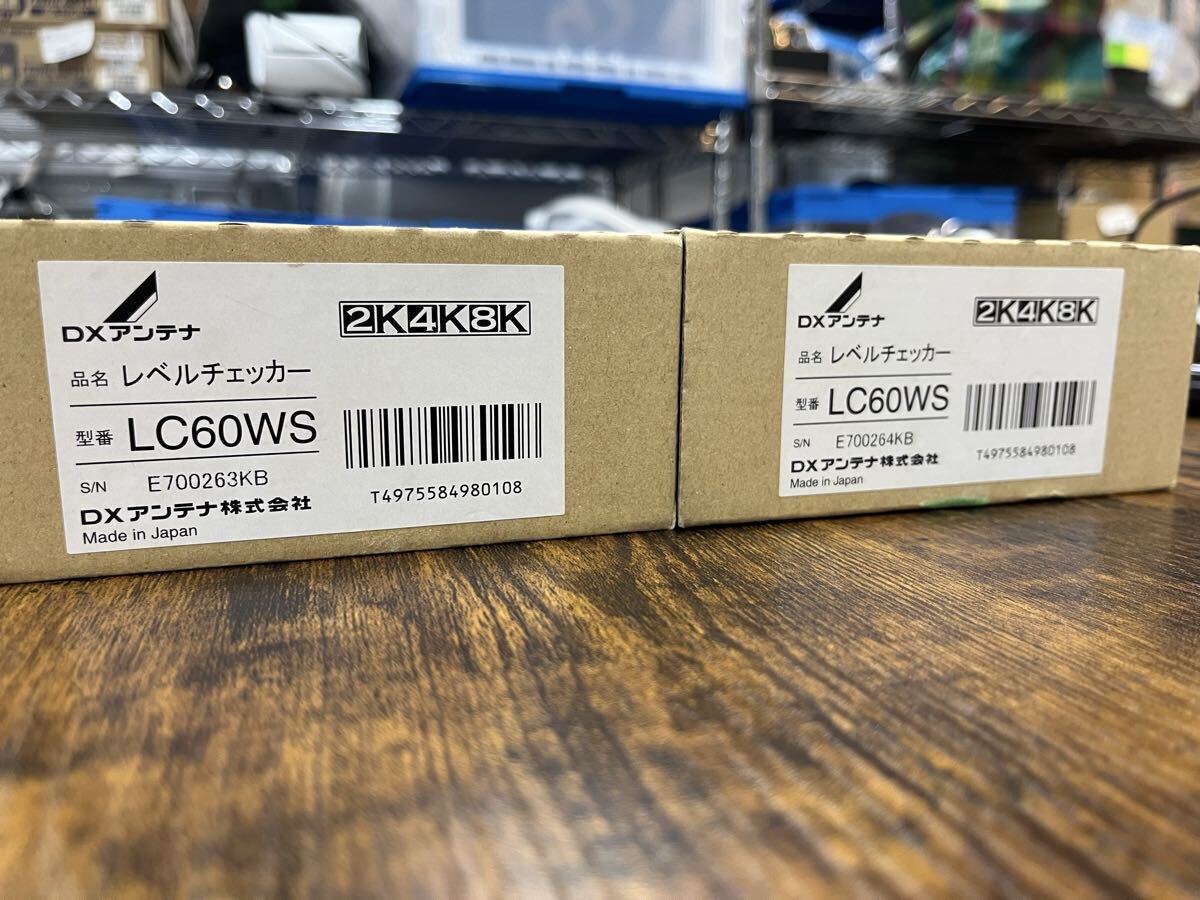 DXアンテナ
2K4K8K
品名 レベルチェッカー
型番 LC60WS
S/N E700263KB
T4975584980108
DXアンテナ株式会社
Made in Japan
DXアンテナ
2K4K8K
品名 レベルチェッカー
型番 LC60WS
S/N E700264KB
T4975584980108
DXアンテナ株式会社
Made in Japan